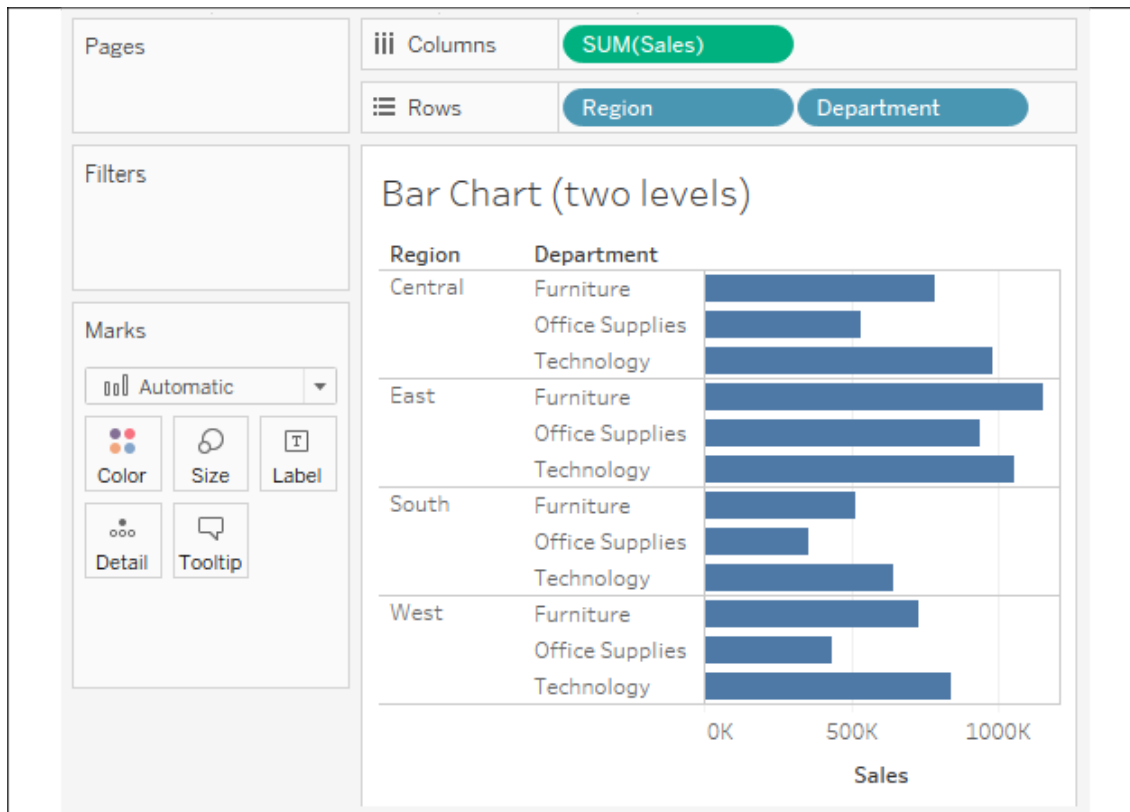 Pages
Columns SUM(Sales)
Rows Region Department
Filters
Marks
Automatic
Color Size Label
Detail Tooltip
Bar Chart (two levels)
Region Department
Central Furniture
Office Supplies
Technology
East Furniture
Office Supplies
Technology
South Furniture
Office Supplies
Technology
West Furniture
Office Supplies
Technology
0K 500K 1000K
Sales